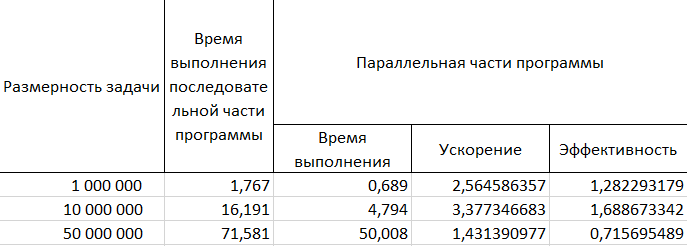 Размерность задачи
Время
выполнения
последовате
льной части
программы
Параллельная части программы
Время
выполнения
Ускорение
Эффективность
1 000 000 1,767 0,689 2,564586357 1,282293179
10 000 000 16,191 4,794 3,377346683 1,688673342
50 000 000 71,581 50,008 1,431390977 0,715695489